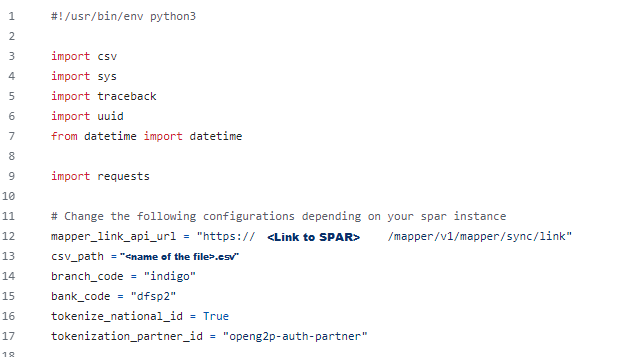 1 #!/usr/bin/env python3
2
3 import csv
4 import sys
5 import traceback
6 import uuid
7 from datetime import datetime
8
9 import requests
10
11 # Change the following configurations depending on your spar instance
12 mapper_link_api_url = "https:// <Link to SPAR> /mapper/v1/mapper/sync/link"
13 csv_path = "<name of the file>.csv"
14 branch_code = "indigo"
15 bank_code = "dfsp2"
16 tokenize_national_id = True
17 tokenization_partner_id = "openg2p-auth-partner"
18